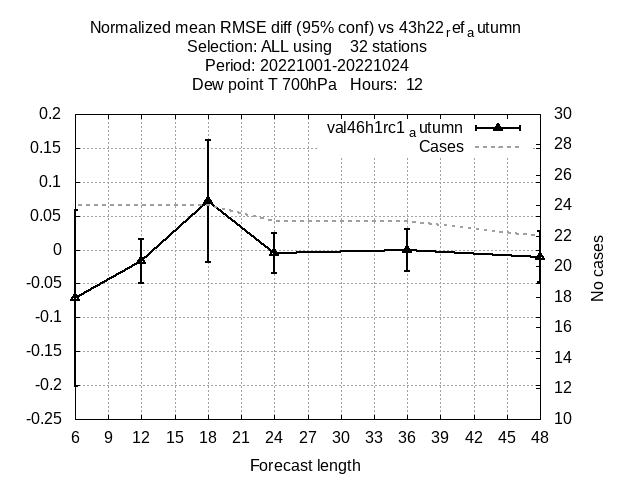 Normalized mean RMSE diff (95% conf) vs 43h22refautumn
Selection: ALL using 32 stations
Period: 20221001-20221024
Dew point T 700hPa Hours: 12
val46h1rc1autumn
Cases
0.2
0.15
0.1
0.05
0
-0.05
-0.1
-0.15
-0.2
-0.25
30
28
26
24
22
20
18
16
14
12
10
No cases
6 9 12 15 18 21 24 27 30 33 36 39 42 45 48
Forecast length